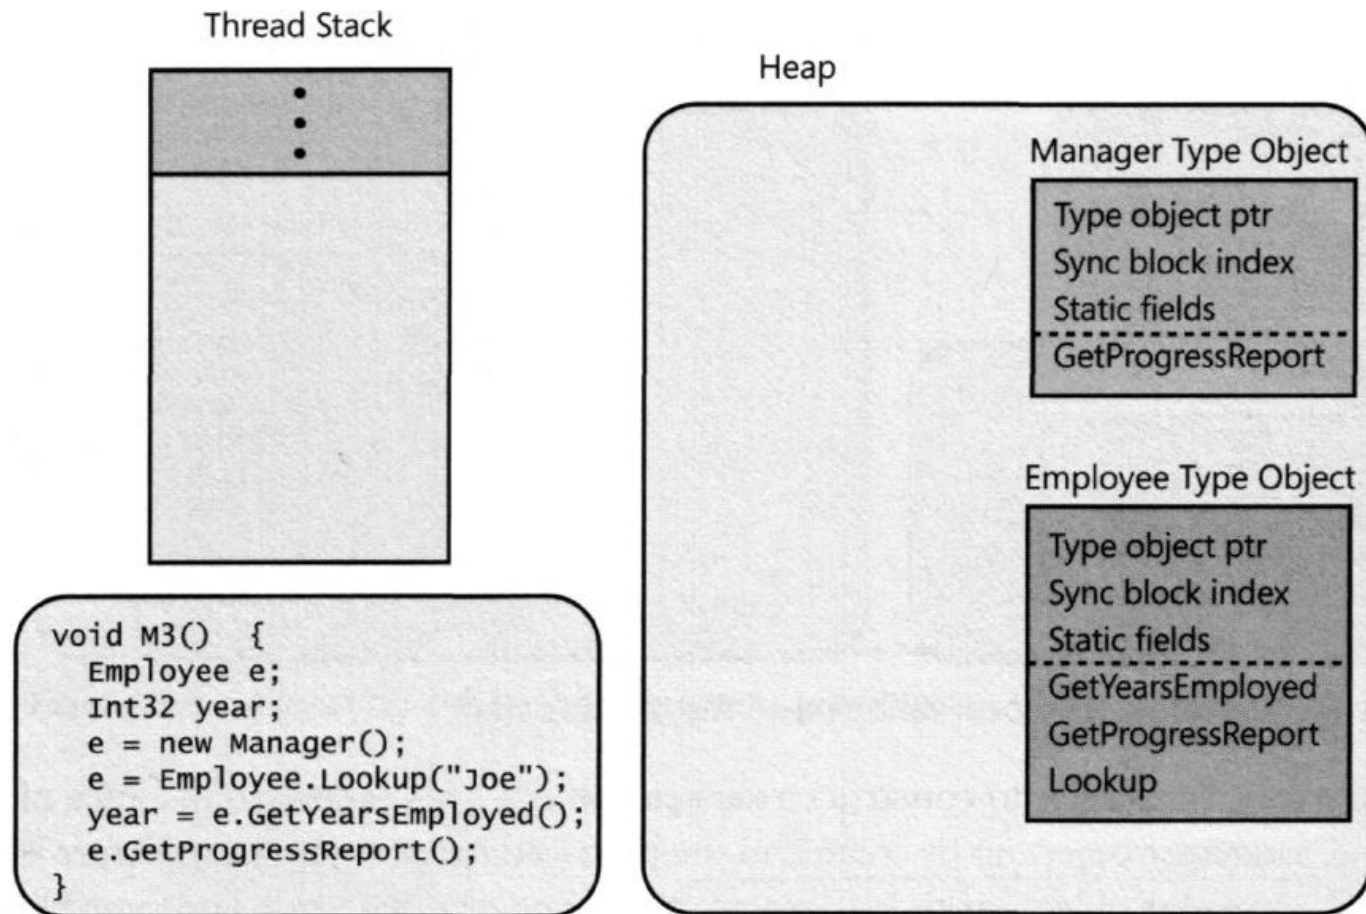 Thread Stack
Heap
Manager Type Object
Type object ptr
Sync block index
Static fields
GetProgressReport
Employee Type Object
Type object ptr
Sync block index
Static fields
GetYearsEmployed
GetProgressReport
Lookup
void M3()  {
  Employee e;
  Int32 year;
  e = new Manager();
  e = Employee.Lookup("Joe");
  year = e.GetYearsEmployed();
  e.GetProgressReport();
}